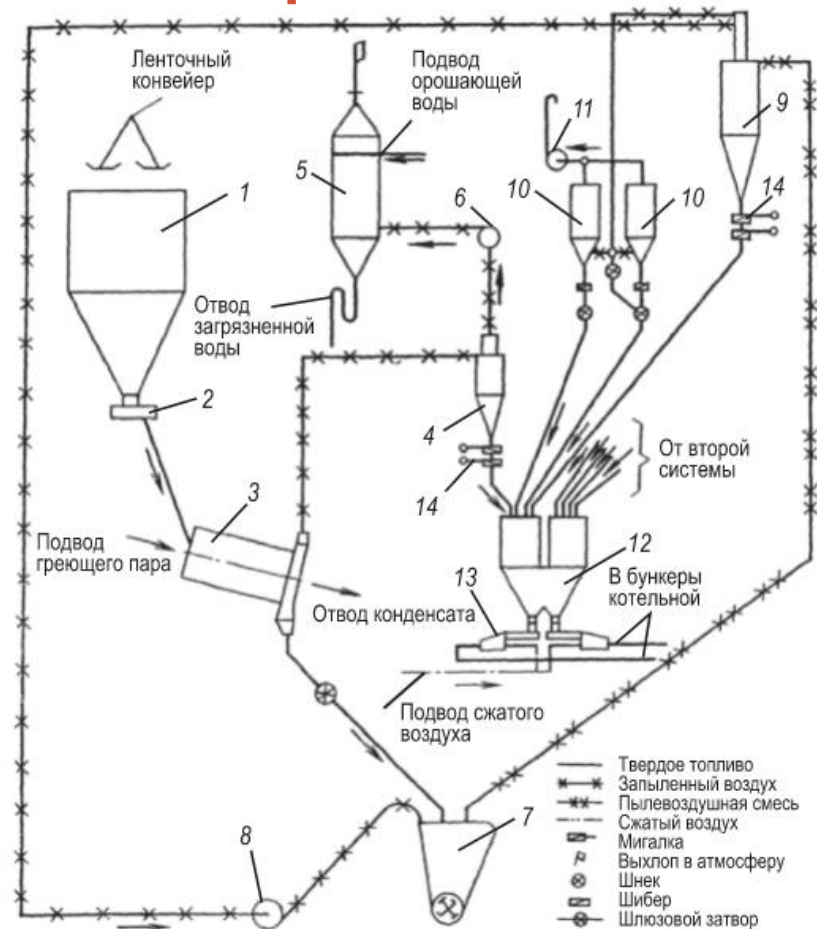 Ленточный
конвейер
Подвод
орошающей
воды
9
11
1
5
6
10
10
14
Отвод
загрязненной
воды
2
4
От второй
системы
3
14
Подвод
греющего пара
12
Отвод конденсата
13
В бункеры
котельной
Подвод сжатого
воздуха
7
8
Твердое топливо
Запыленный воздух
Пылевоздушная смесь
Сжатый воздух
Мигалка
Выхлоп в атмосферу
Шнек
Шибер
Шлюзовой затвор